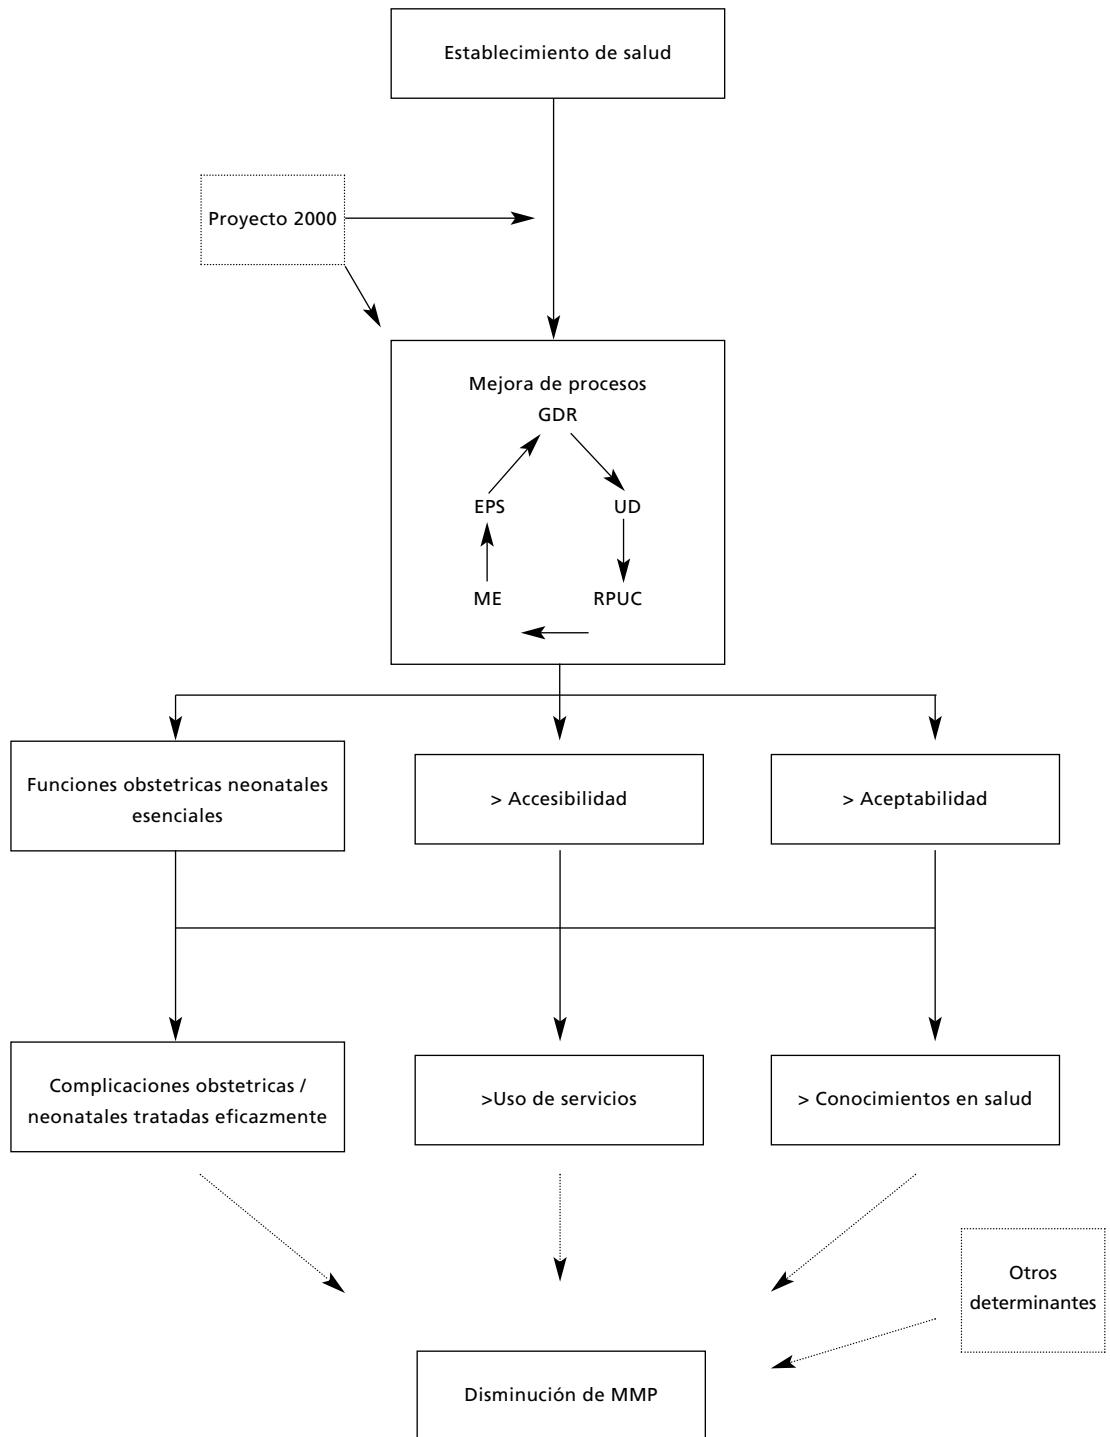 Establecimiento de salud
Proyecto 2000
Mejora de procesos
GDR
EPS
UD
ME
RPUC
Funciones obstetricas neonatales
esenciales
> Accesibilidad
> Aceptabilidad
Complicaciones obstetricas /
neonatales tratadas eficazmente
>Uso de servicios
> Conocimientos en salud
Otros
determinantes
Disminución de MMP